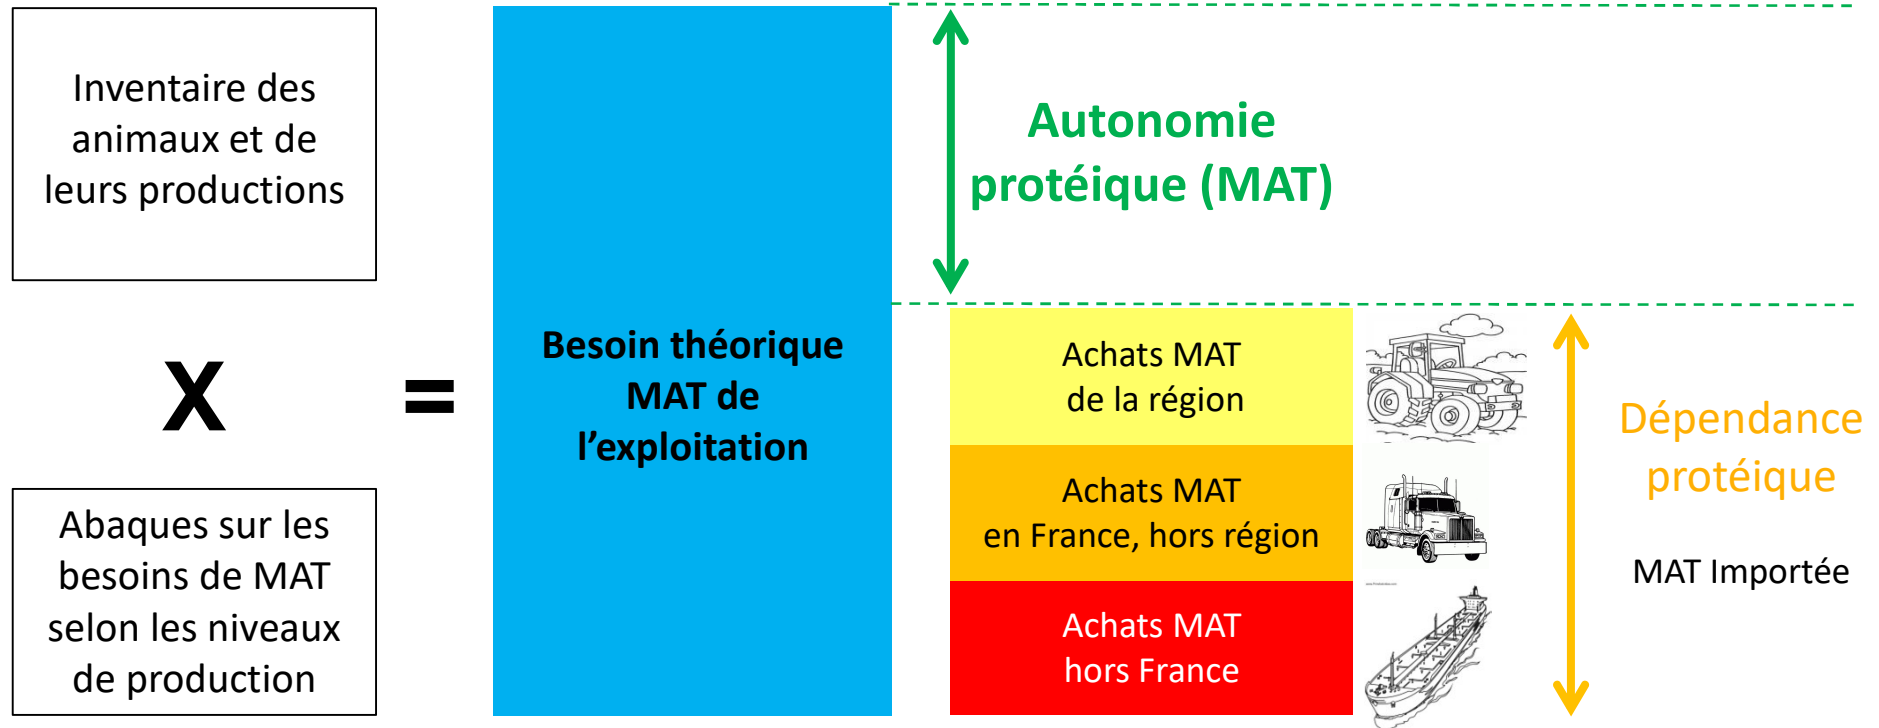 Inventaire des
animaux et de
leurs productions
X
=
Abaques sur les
besoins de MAT
selon les niveaux
de production
Besoin théorique
MAT de
l’exploitation
Autonomie
protéique (MAT)
Achats MAT
de la région
Achats MAT
en France, hors région
Achats MAT
hors France
Dépendance
protéique
MAT Importée